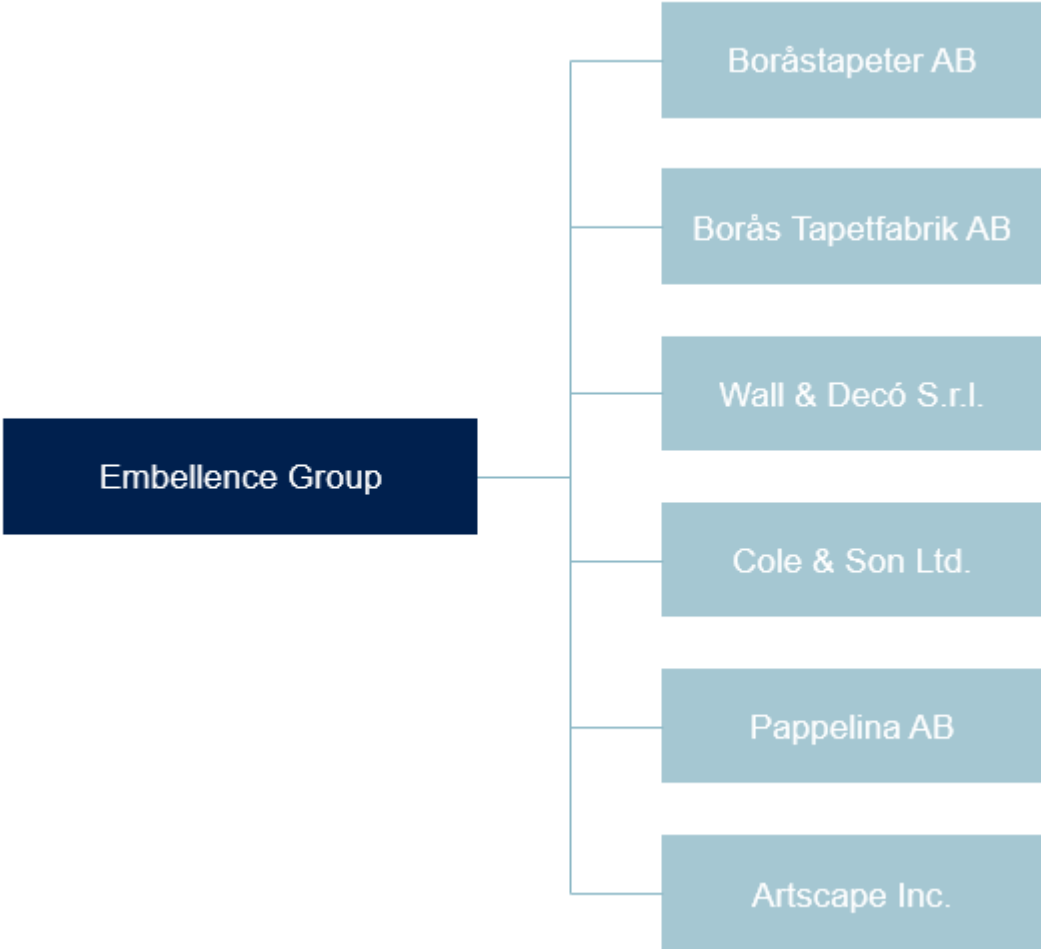 Boråstapeter AB
Borås Tapetfabrik AB
Wall & Decó S.r.l.
Embellence Group
Cole & Son Ltd.
Pappelina AB
Artscape Inc.